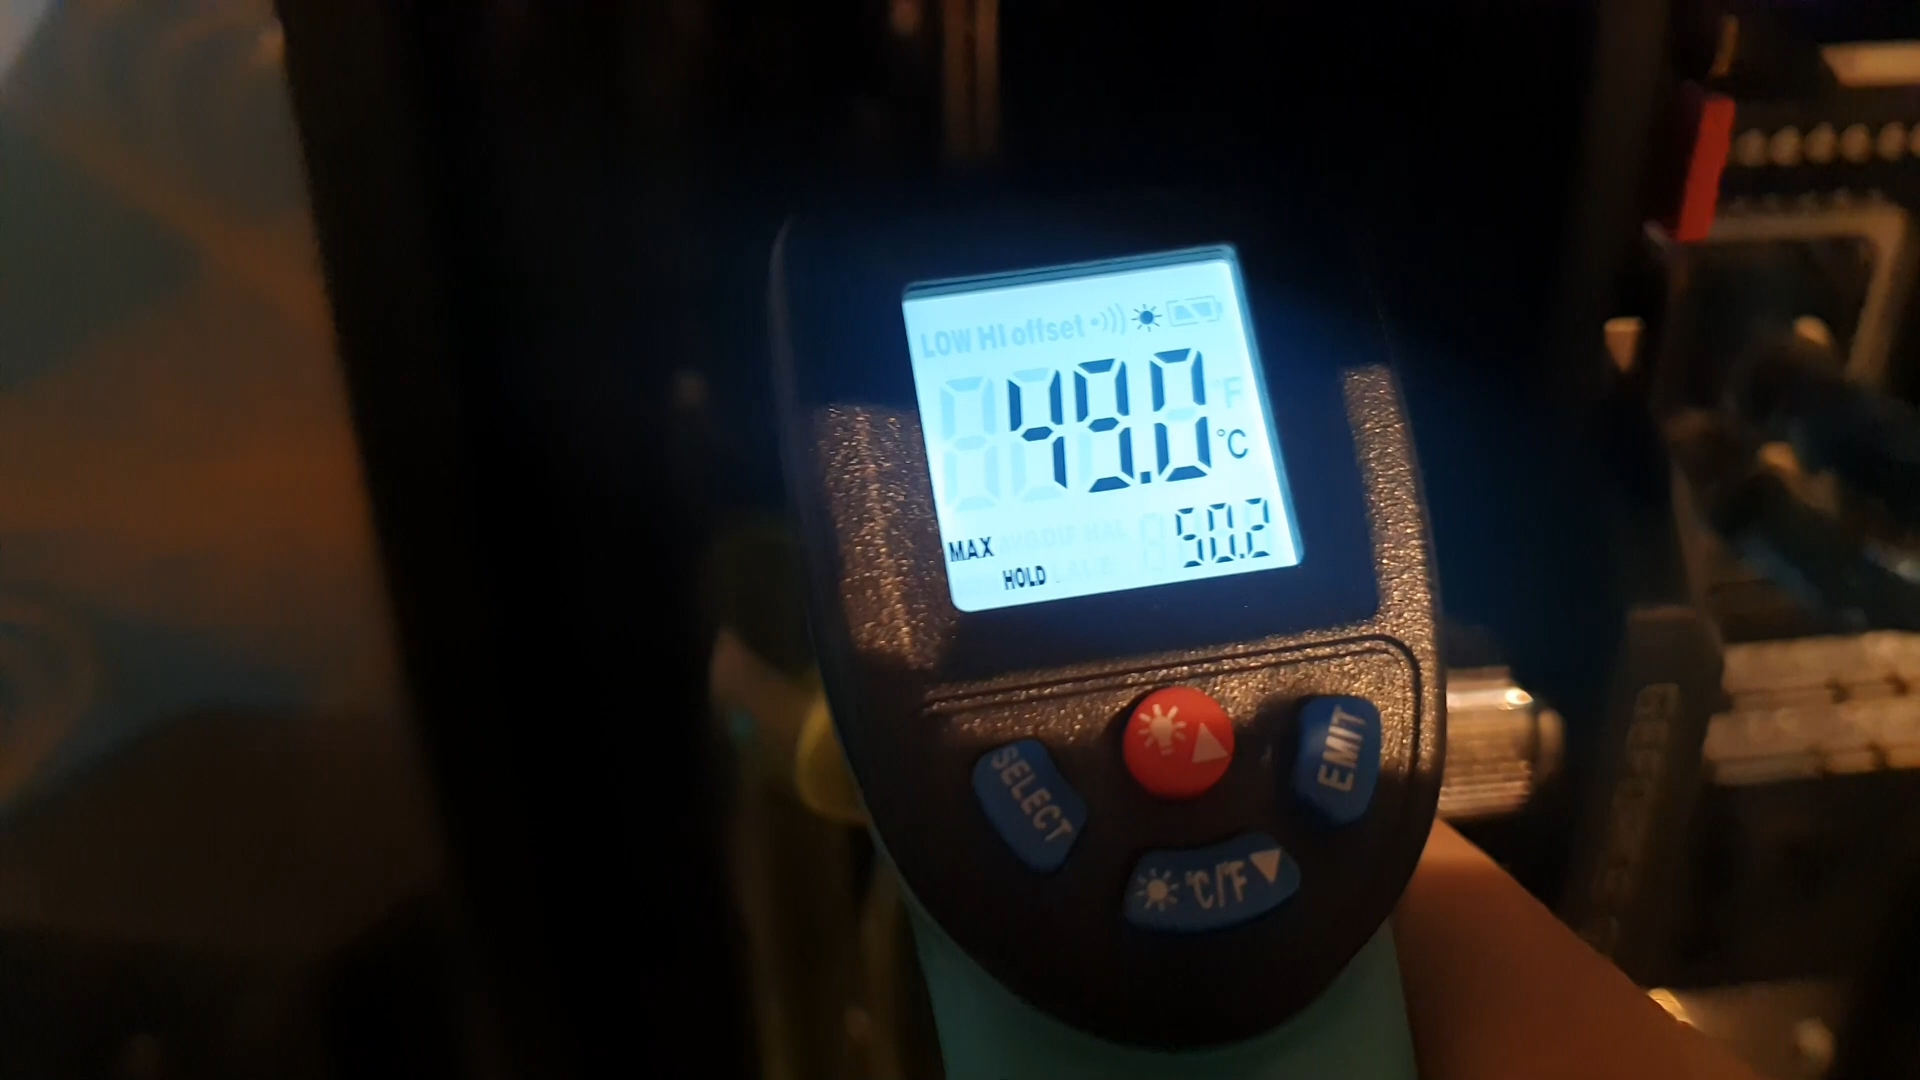 LOW HI offset
49.0 °F
°C
MAX
HOLD
50.2
SELECT
EMIT
°C/°F